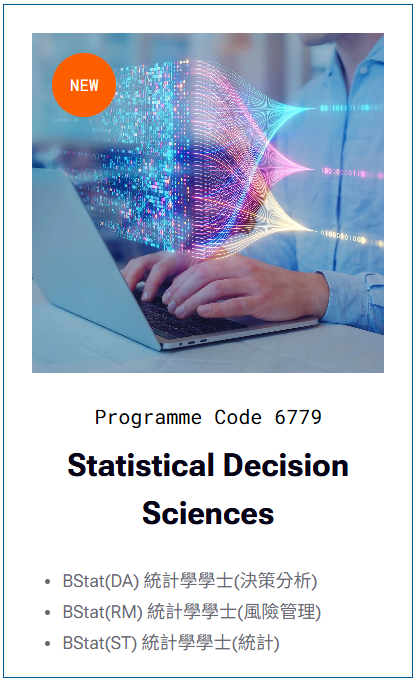 NEW
Programme Code 6779
Statistical Decision
Sciences
BStat(DA) 統計學學士(決策分析)
BStat(RM) 統計學學士(風險管理)
BStat(ST) 統計學學士(統計)